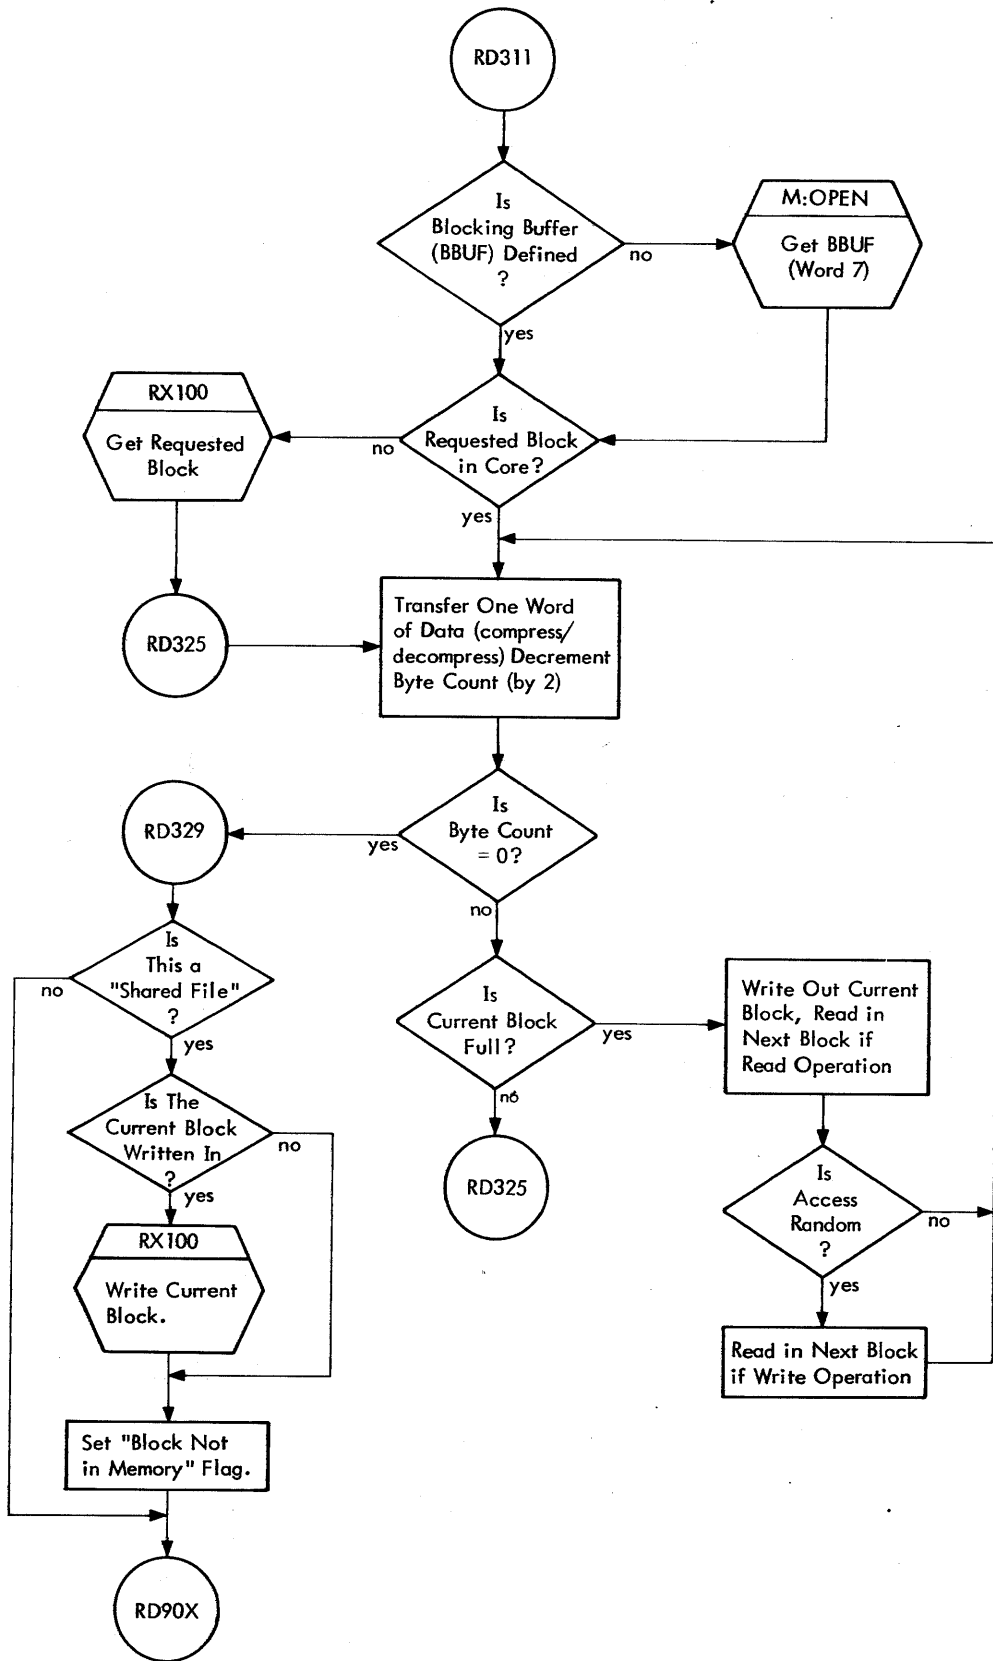 RD311
Is
Blocking Buffer
(BBUF) Defined
?
no
yes
M:OPEN
Get BBUF
(Word 7)
RX100
Get Requested
Block
Is
Requested Block
in Core?
no
yes
RD325
Transfer One Word
of Data (compress/
decompress) Decrement
Byte Count (by 2)
RD329
Is
Byte Count
= 0?
yes
no
Is
This a
"Shared File"
?
no
yes
Is
Current Block
Full?
yes
no
Write Out Current
Block, Read in
Next Block if
Read Operation
Is The
Current Block
Written In
?
no
yes
RD325
Is
Access
Random
?
no
yes
RX100
Write Current
Block.
Read in Next Block
if Write Operation
Set "Block Not
in Memory" Flag.
RD90X